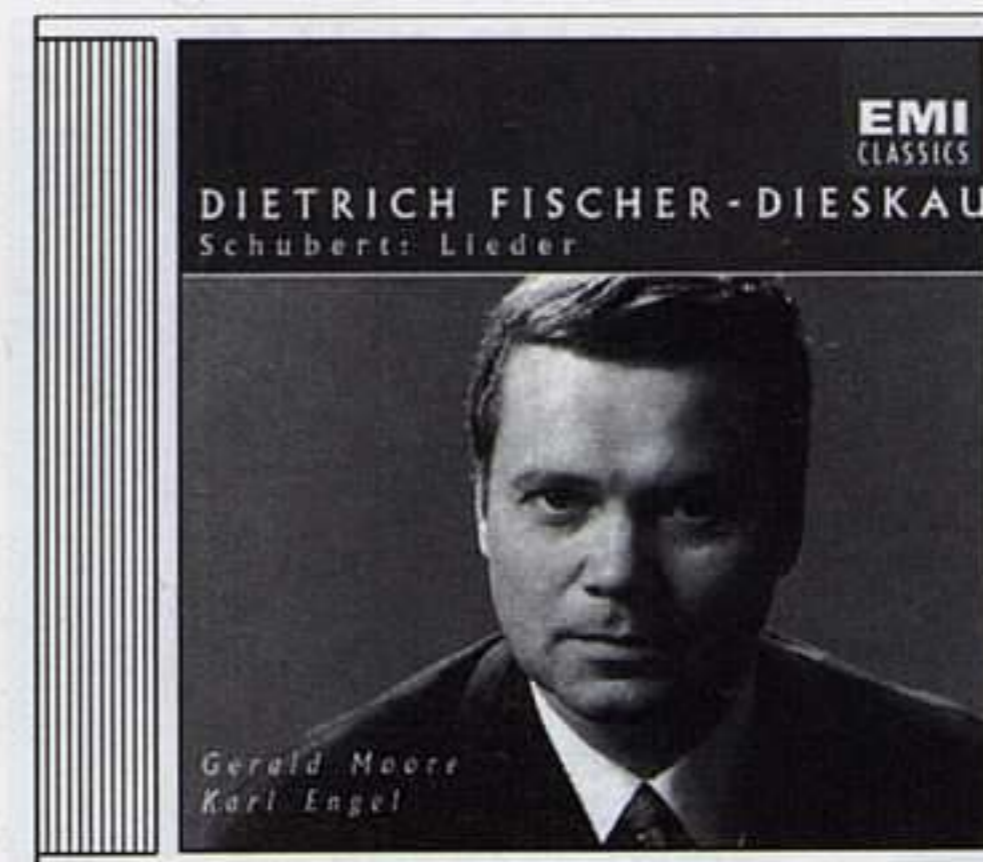 EMI
CLASSICS
DIETRICH FISCHER-DIESKAU
Schubert: Lieder
Gerald Moore
Karl Engel